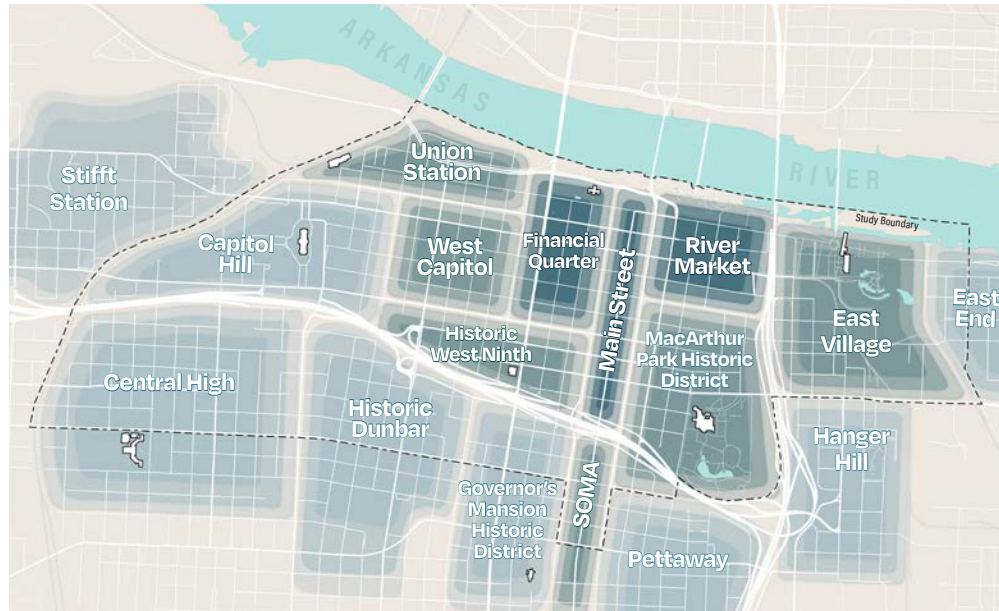 ARKANSAS
RIVER
Study Boundary
Union
Station
Stifft
Station
Capitol
Hill
West
Capitol
Financial
Quarter
Main Street
River
Market
East
Village
East
End
Historic
West Ninth
MacArthur
Park Historic
District
Central High
Historic
Dunbar
Hanger
Hill
Governor's
Mansion
Historic
District
SOMA
Pettaway